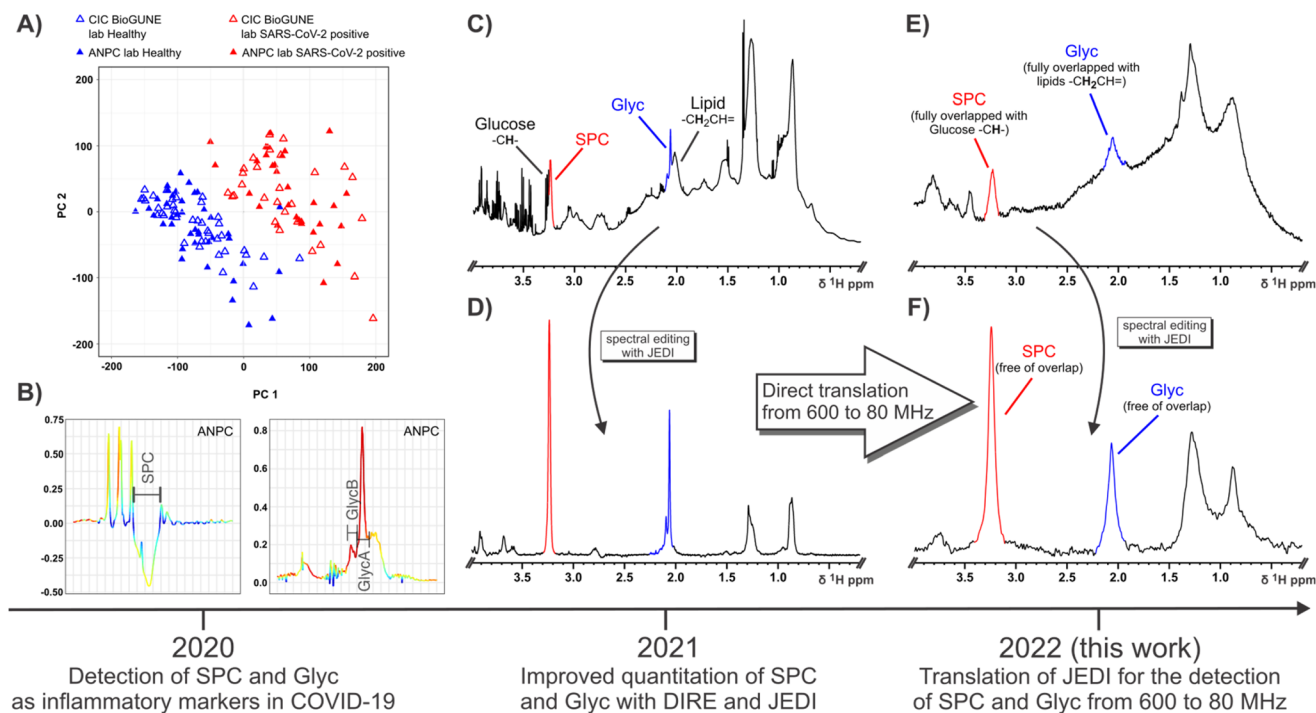 A)
CIC BioGUNE
lab Healthy
ANPC lab Healthy
CIC BioGUNE
lab SARS-CoV-2 positive
ANPC lab SARS-CoV-2 positive
200
100
0
-100
-200
PC 2
-200
-100
0
100
200
PC 1
B)
ANPC
0.75
0.50
0.25
0.00
-0.25
-0.50
SPC
ANPC
0.8
0.6
0.4
0.2
0.0
GlycB
GlycA
C)
Glucose
-CH-
SPC
Glyc
Lipid
-CH2CH=
3.5
3.0
2.5
2.0
1.5
1.0
δ 1H ppm
spectral editing
with JEDI
D)
3.5
3.0
2.5
2.0
1.5
1.0
δ 1H ppm
Direct translation
from 600 to 80 MHz
E)
SPC
(fully overlapped with
Glucose -CH-)
Glyc
(fully overlapped with
lipids -CH2CH=)
3.5
3.0
2.5
2.0
1.5
1.0
δ 1H ppm
spectral editing
with JEDI
F)
SPC
(free of overlap)
Glyc
(free of overlap)
3.5
3.0
2.5
2.0
1.5
1.0
δ 1H ppm
2020
Detection of SPC and Glyc
as inflammatory markers in COVID-19
2021
Improved quantitation of SPC
and Glyc with DIRE and JEDI
2022 (this work)
Translation of JEDI for the detection
of SPC and Glyc from 600 to 80 MHz